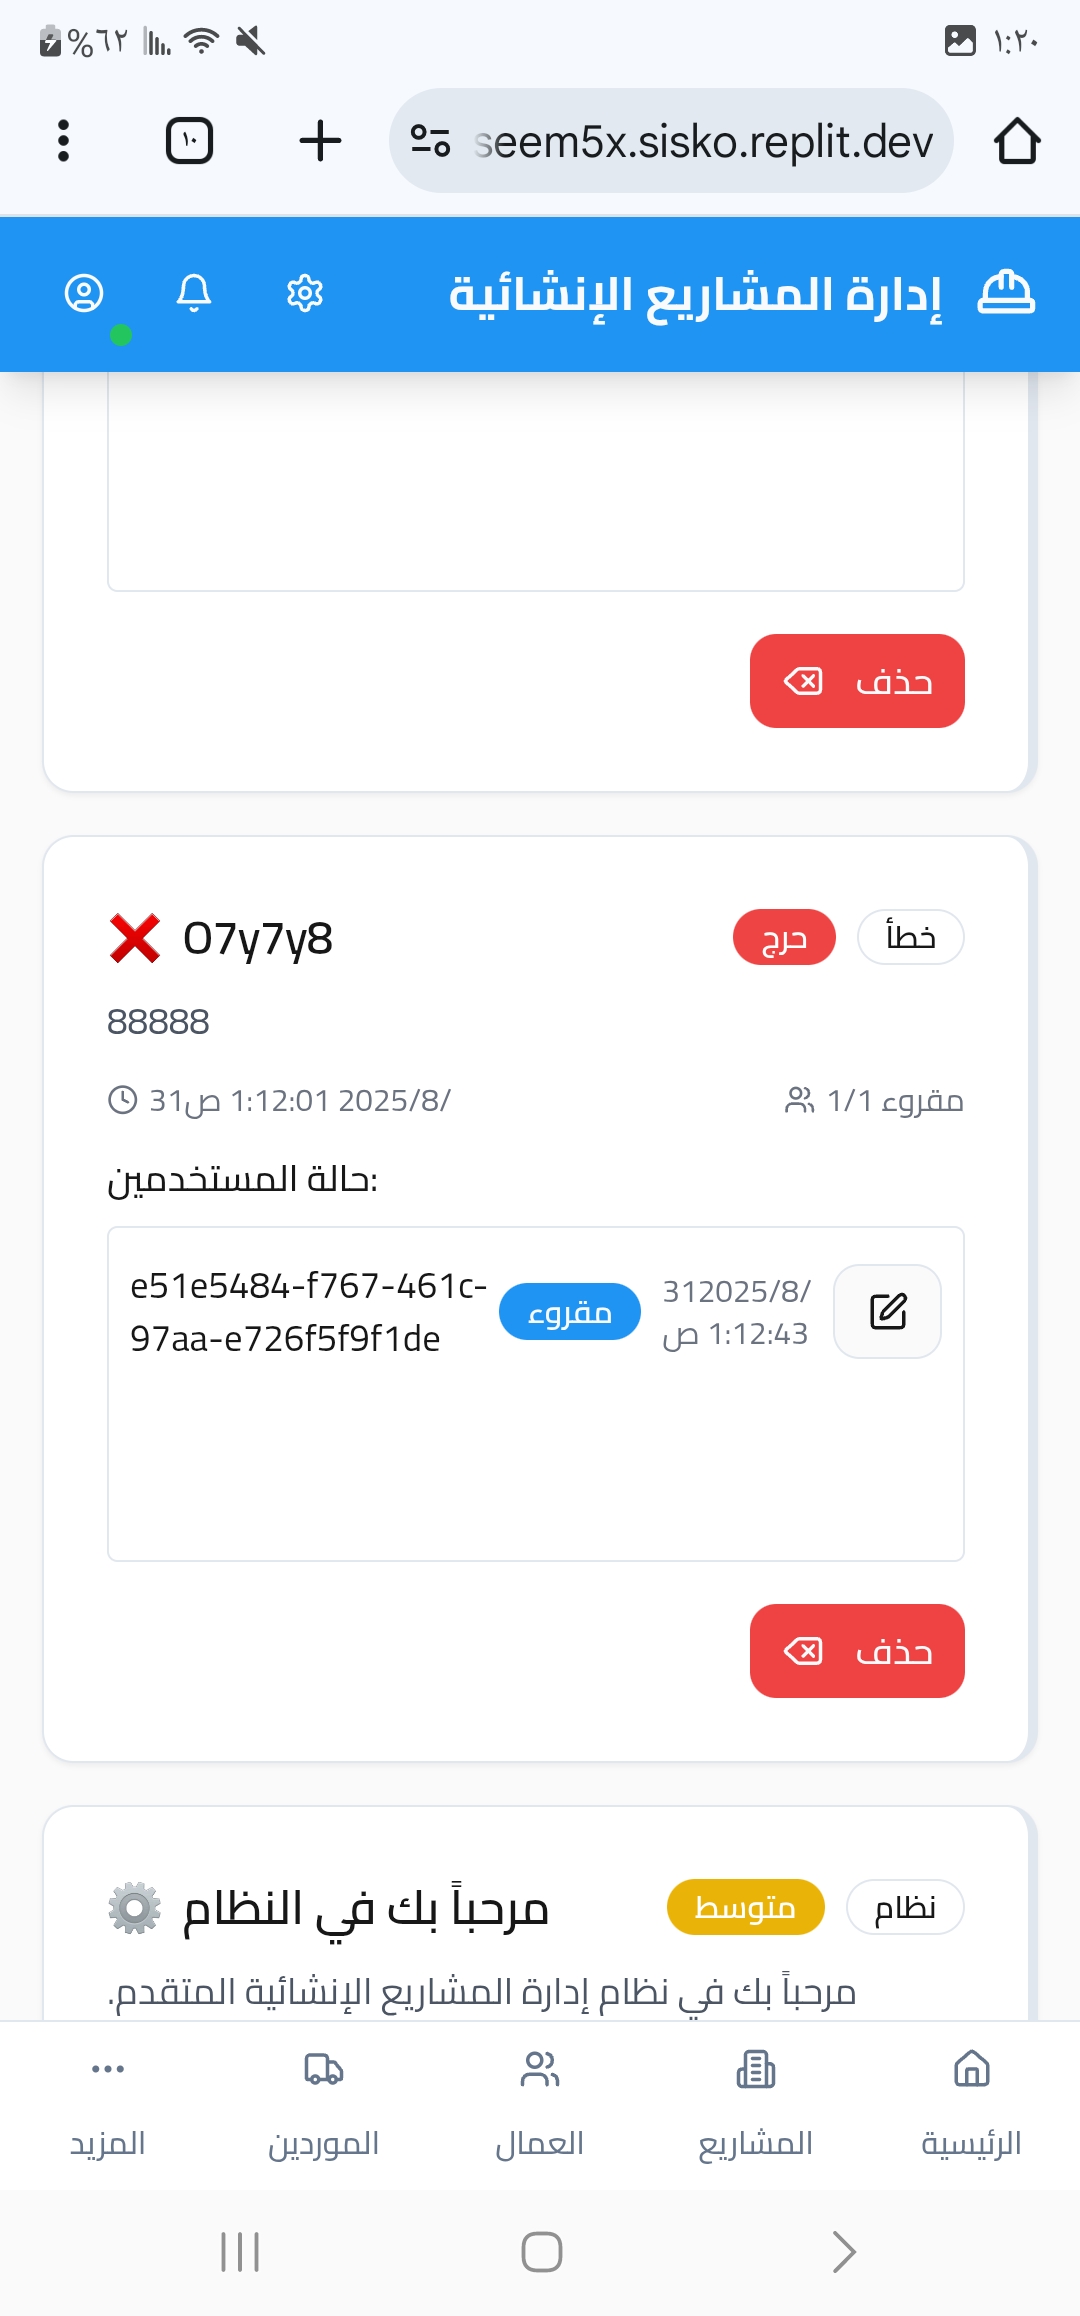 ١:٢٠
%٦٢
seem5x.sisko.replit.dev
١٠
إدارة المشاريع الإنشائية
حذف
O7y7y8
حرج
خطأ
88888
31ص 1:12:01 2025/8/
مقروء 1/1
حالة المستخدمين:
e51e5484-f767-461c-
97aa-e726f5f9f1de
مقروء
312025/8/
1:12:43 ص
حذف
مرحباً بك في النظام
متوسط
نظام
مرحباً بك في نظام إدارة المشاريع الإنشائية المتقدم.
الرئيسية
المشاريع
العمال
الموردين
المزيد